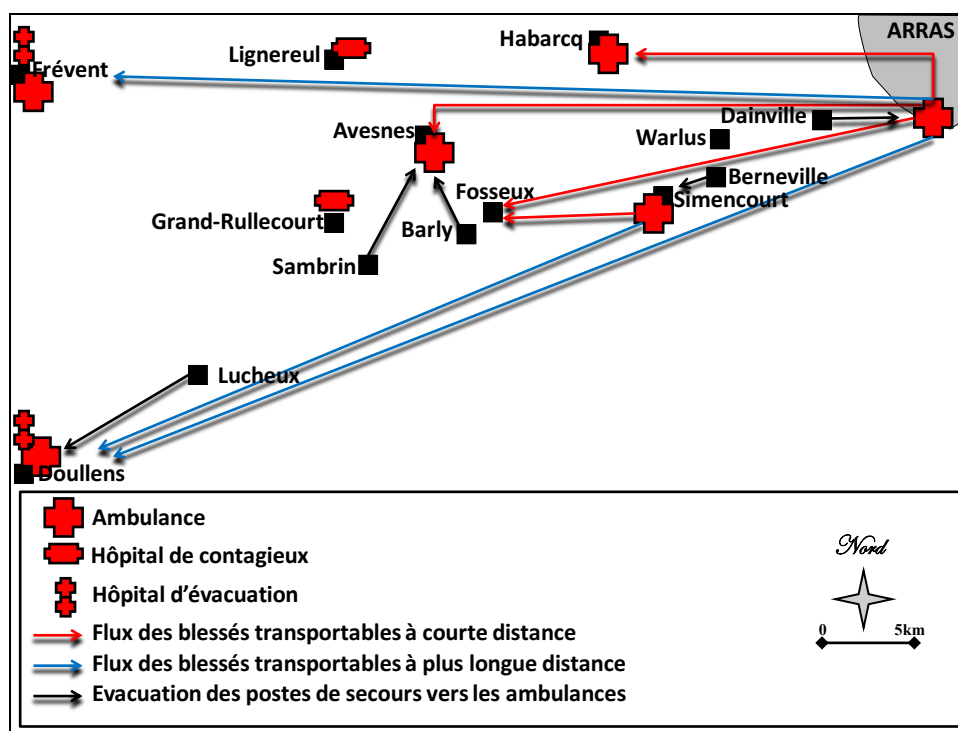 ARRAS
Habarcq
Lignereul
Frévent
Dainville
Avesnes
Warlus
Berneville
Fosseux
Simencourt
Grand-Rullecourt
Barly
Sambrin
Lucheux
Doullens
Ambulance
Hôpital de contagieux
Hôpital d’évacuation
Flux des blessés transportables à courte distance
Flux des blessés transportables à plus longue distance
Evacuation des postes de secours vers les ambulances
Nord
0 5km